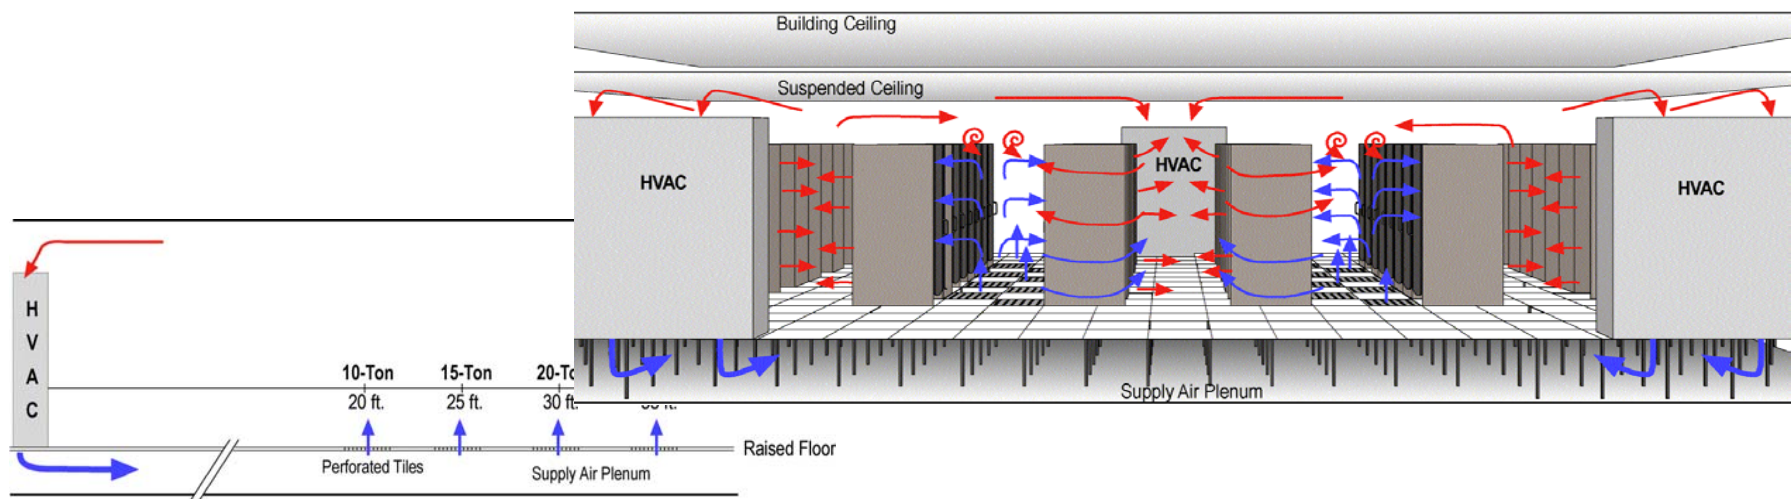 Building Ceiling
Suspended Ceiling
HVAC
HVAC
HVAC
Supply Air Plenum
H
V
A
C
10-Ton 15-Ton
20 ft. 25 ft. 30 ft.
Raised Floor
Perforated Tiles
Supply Air Plenum